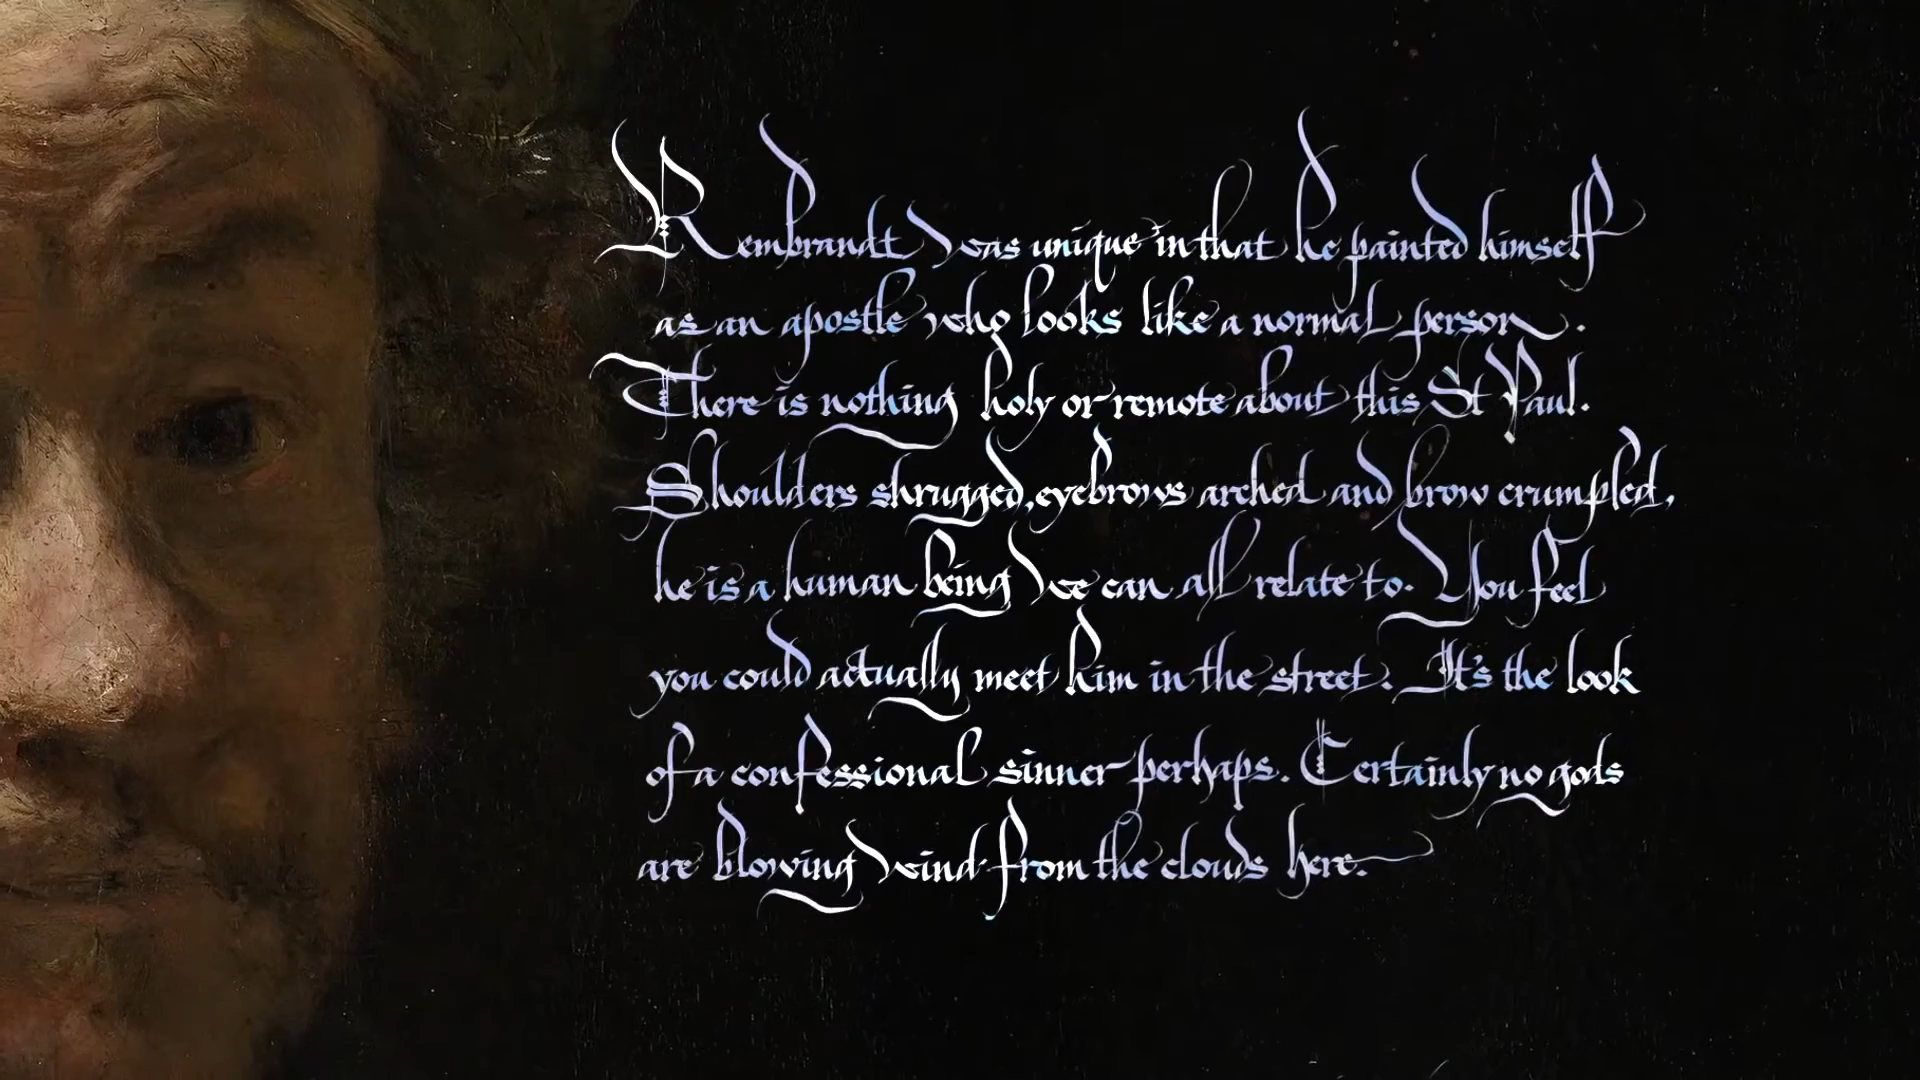 Rembrandt was unique in that he painted himself
as an apostle who looks like a normal person.
There is nothing holy or remote about this St Paul.
Shoulders shrugged, eyebrows arched and brow crumpled,
he is a human being we can all relate to. You feel
you could actually meet him in the street. It's the look
of a confessional sinner perhaps. Certainly no gods
are blowing wind from the clouds here.